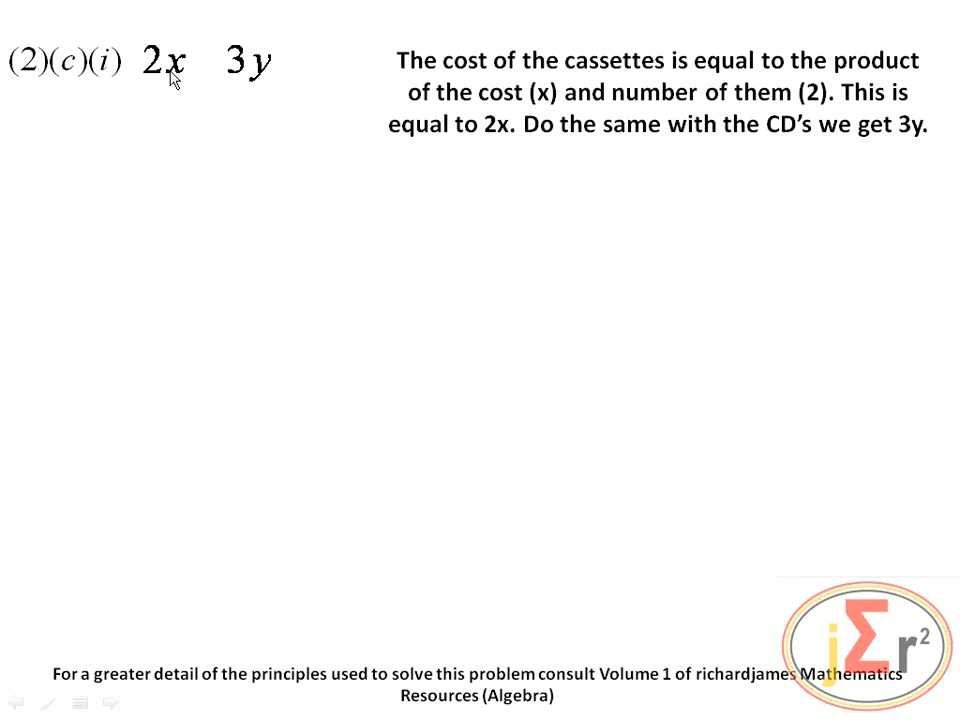 (2)(c)(i) 2x 3y
The cost of the cassettes is equal to the product
of the cost (x) and number of them (2). This is
equal to 2x. Do the same with the CD's we get 3y.
jΣr²
For a greater detail of the principles used to solve this problem consult Volume 1 of richardjames Mathematics
Resources (Algebra)